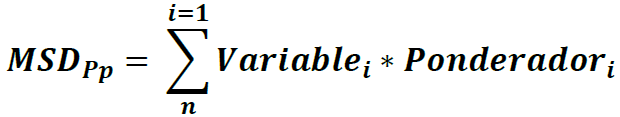 i=1
MSD_Pp = ∑ Variable_i * Ponderador_i
n